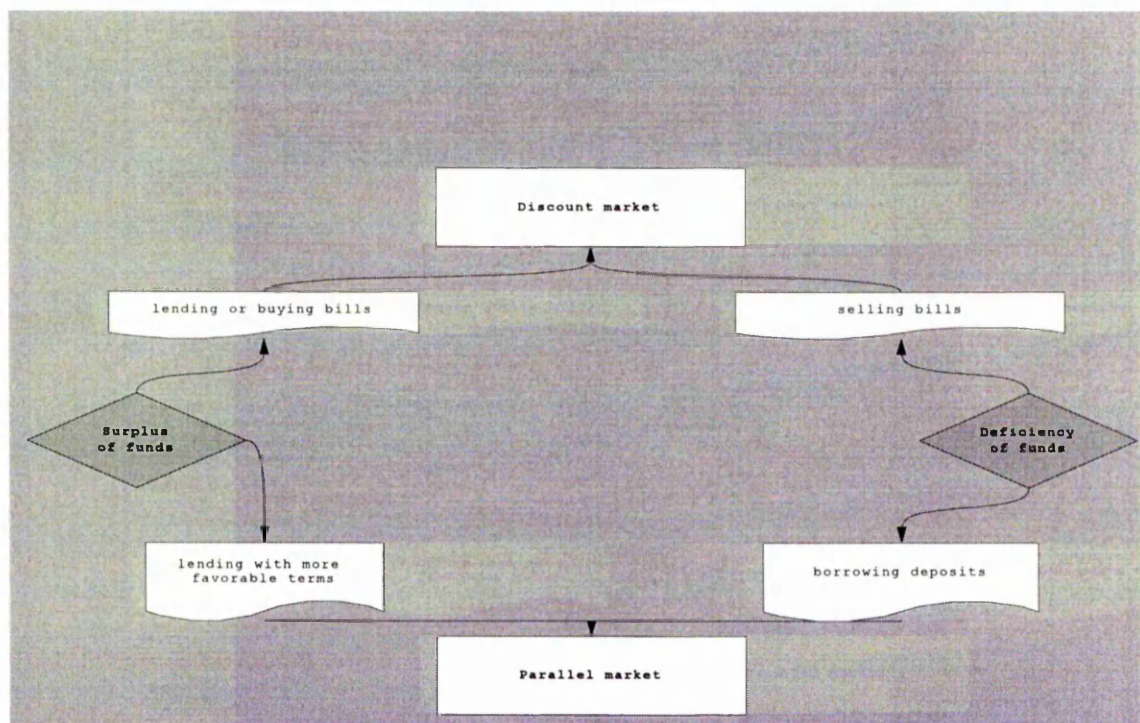 Discount market
lending or buying bills
selling bills
Surplus
of funds
Deficiency
of funds
lending with more
favorable terms
borrowing deposits
Parallel market